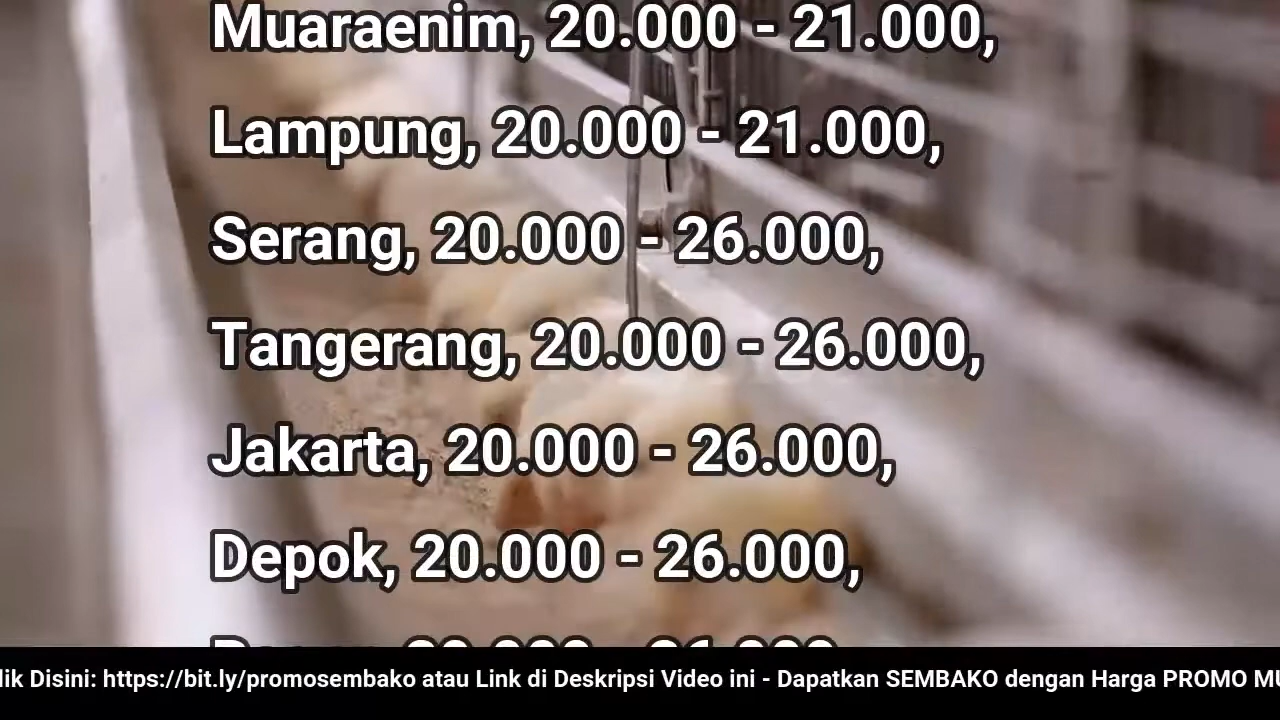 Muaraenim, 20.000 - 21.000,
Lampung, 20.000 - 21.000,
Serang, 20.000 - 26.000,
Tangerang, 20.000 - 26.000,
Jakarta, 20.000 - 26.000,
Depok, 20.000 - 26.000,
Disini: https://bit.ly/promosembako atau Link di Deskripsi Video ini - Dapatkan SEMBAKO dengan Harga PROMO